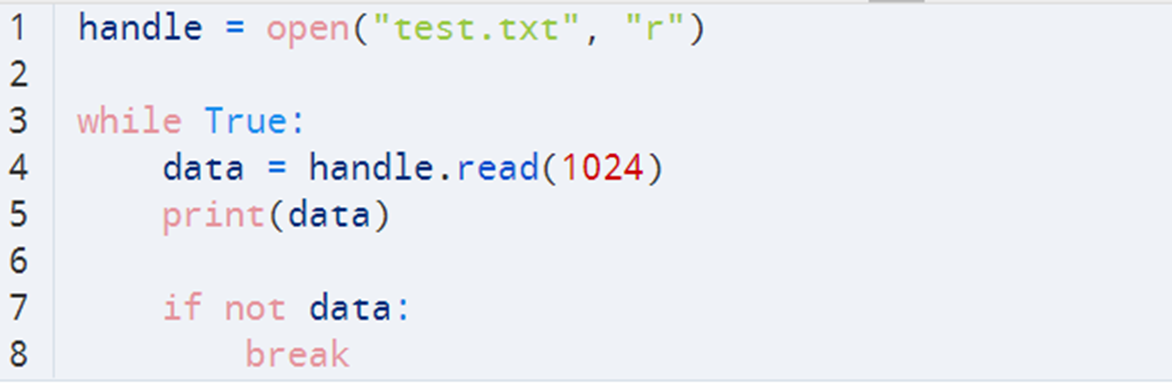 1 handle = open("test.txt", "r")
2
3 while True:
4     data = handle.read(1024)
5     print(data)
6
7     if not data:
8         break